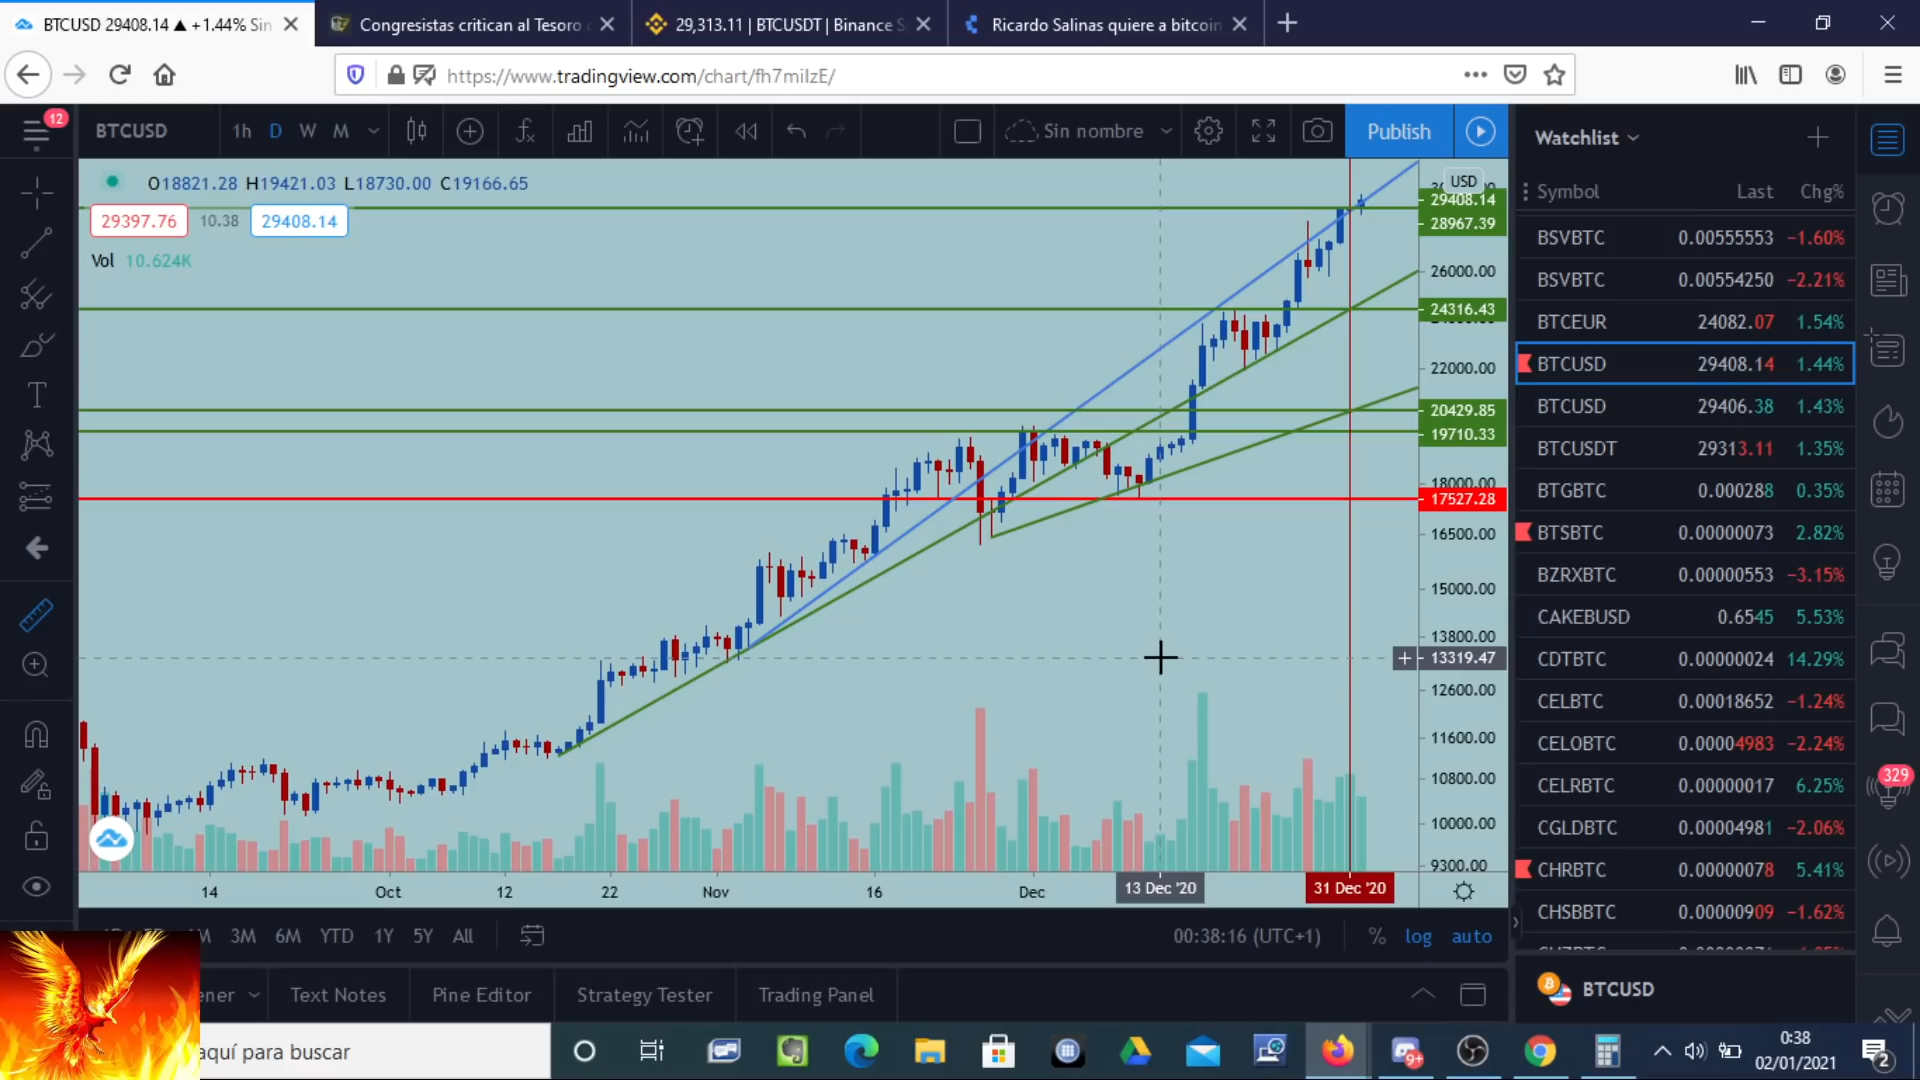 BTCUSD 29408.14 ▲ +1.44% Sin
Congresistas critican al Tesoro
29,313.11 | BTCUSDT | Binance S
Ricardo Salinas quiere a bitcoin
https://www.tradingview.com/chart/fh7miIzE/
12
BTCUSD
1h D W M
Sin nombre
Publish
O18821.28 H19421.03 L18730.00 C19166.65
29397.76 10.38 29408.14
Vol 10.624K
USD
29408.14
28967.39
26000.00
24316.43
22000.00
20429.85
19710.33
18000.00
17527.28
16500.00
15000.00
13800.00
13319.47
12600.00
11600.00
10800.00
10000.00
9300.00
14 Oct 12 22 Nov 16 Dec 13 Dec '20 31 Dec '20
3M 6M YTD 1Y 5Y All
00:38:16 (UTC+1) % log auto
Text Notes Pine Editor Strategy Tester Trading Panel
Watchlist
Symbol Last Chg%
BSVBTC 0.00555553 −1.60%
BSVBTC 0.00554250 −2.21%
BTCEUR 24082.07 1.54%
BTCUSD 29408.14 1.44%
BTCUSD 29406.38 1.43%
BTCUSDT 29313.11 1.35%
BTGBTC 0.000288 0.35%
BTSBTC 0.00000073 2.82%
BZRXBTC 0.00000553 −3.15%
CAKEBUSD 0.6545 5.53%
CDTBTC 0.00000024 14.29%
CELBTC 0.00018652 −1.24%
CELOBTC 0.00004983 −2.24%
CELRBTC 0.00000017 6.25%
CGLDBTC 0.00004981 −2.06%
CHRBTC 0.00000078 5.41%
CHSBBTC 0.00000909 −1.62%
BTCUSD
329
aquí para buscar
9+
0:38
02/01/2021
2